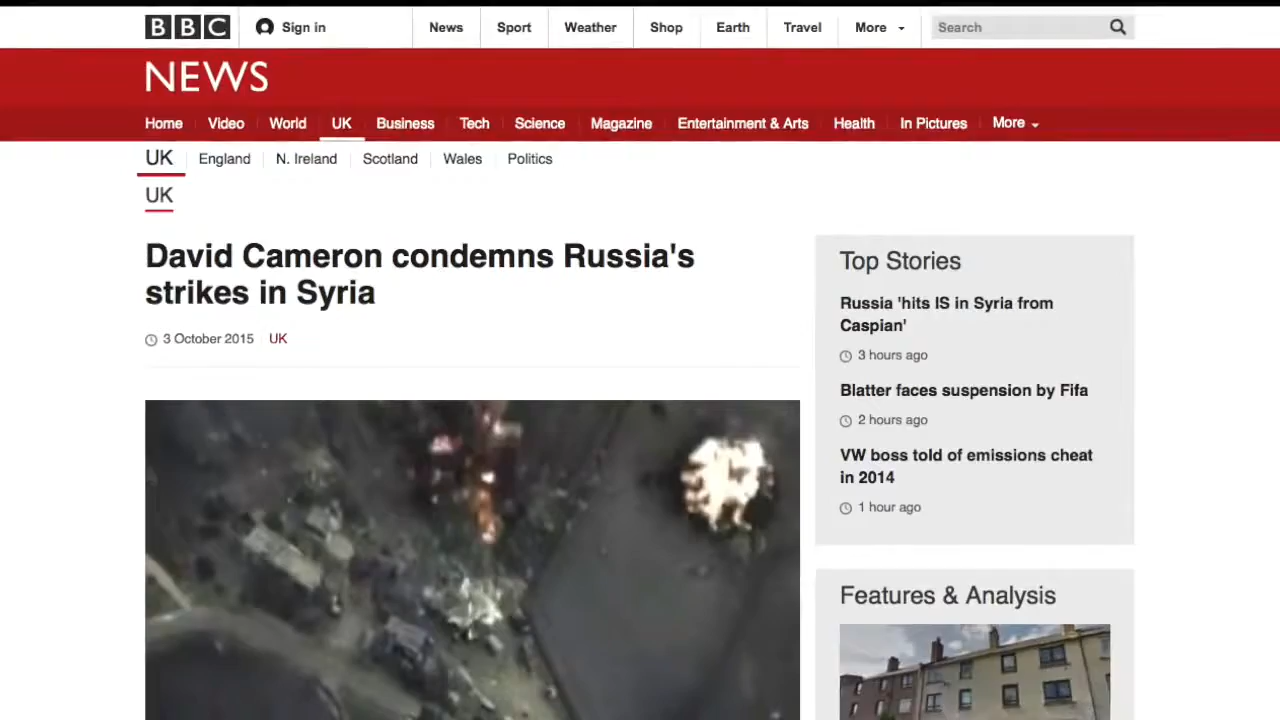 BBC Sign in News Sport Weather Shop Earth Travel More Search
NEWS
Home Video World UK Business Tech Science Magazine Entertainment & Arts Health In Pictures More
UK England N. Ireland Scotland Wales Politics
UK
David Cameron condemns Russia's
strikes in Syria
3 October 2015 UK
Top Stories
Russia 'hits IS in Syria from
Caspian'
3 hours ago
Blatter faces suspension by Fifa
2 hours ago
VW boss told of emissions cheat
in 2014
1 hour ago
Features & Analysis